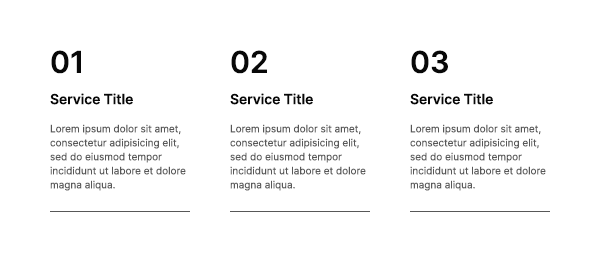 01
Service Title
Lorem ipsum dolor sit amet,
consectetur adipisicing elit,
sed do eiusmod tempor
incididunt ut labore et dolore
magna aliqua.
02
Service Title
Lorem ipsum dolor sit amet,
consectetur adipisicing elit,
sed do eiusmod tempor
incididunt ut labore et dolore
magna aliqua.
03
Service Title
Lorem ipsum dolor sit amet,
consectetur adipisicing elit,
sed do eiusmod tempor
incididunt ut labore et dolore
magna aliqua.